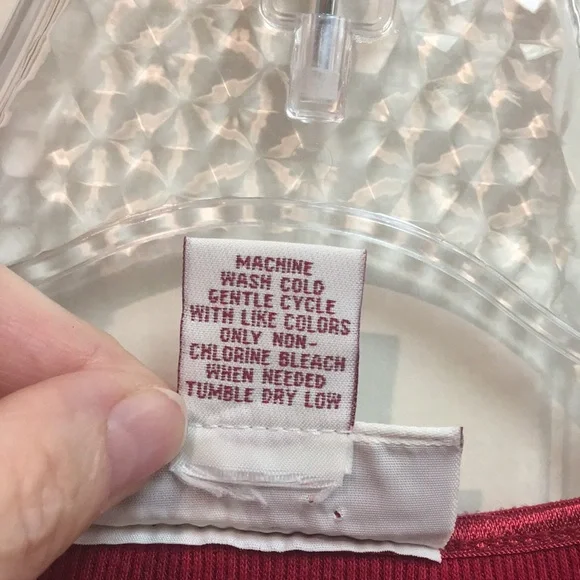 MACHINE
WASH COLD
GENTLE CYCLE
WITH LIKE COLORS
ONLY NON-
CHLORINE BLEACH
WHEN NEEDED
TUMBLE DRY LOW